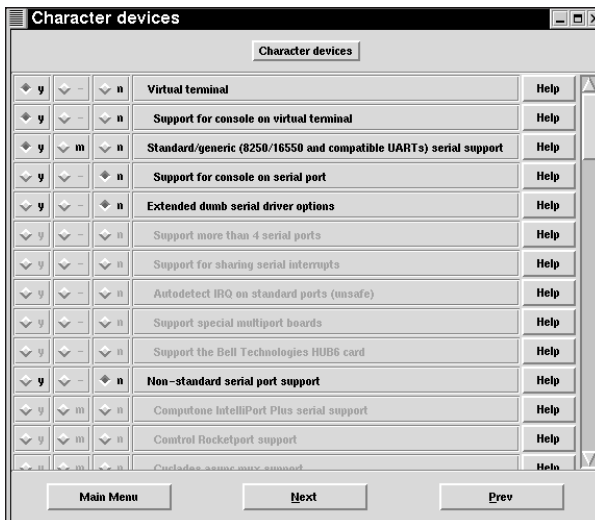 Character devices
Character devices
y - n Virtual terminal Help
y - n Support for console on virtual terminal Help
y m n Standard/generic (8250/16550 and compatible UARTs) serial support Help
y - n Support for console on serial port Help
y - n Extended dumb serial driver options Help
y - n Support more than 4 serial ports Help
y - n Support for sharing serial interrupts Help
y - n Autodetect IRQ on standard ports (unsafe) Help
y - n Support special multiport boards Help
y - n Support the Bell Technologies HUB6 card Help
y - n Non-standard serial port support Help
y m n Computone IntelliPort Plus serial support Help
y m n Comtrol Rocketport support Help
y m n Cyclades async mux support Help
Main Menu Next Prev